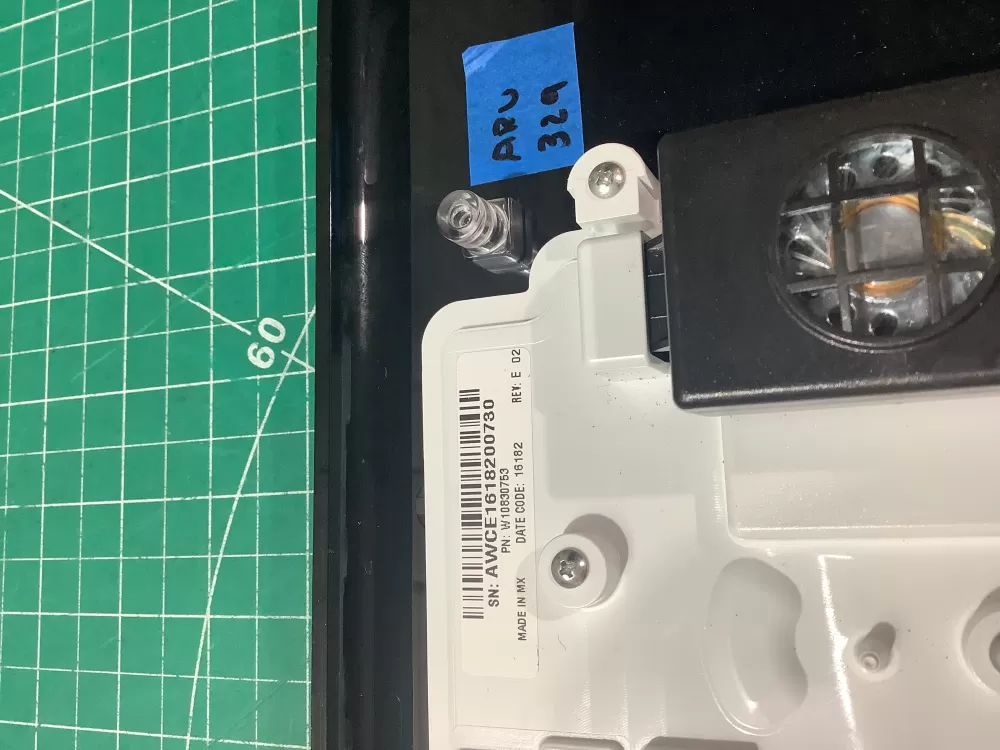 ARU
329
60
SN: AWCE1618200730
PN: W10830753
MADE IN MX DATE CODE: 16182 REV: E 02